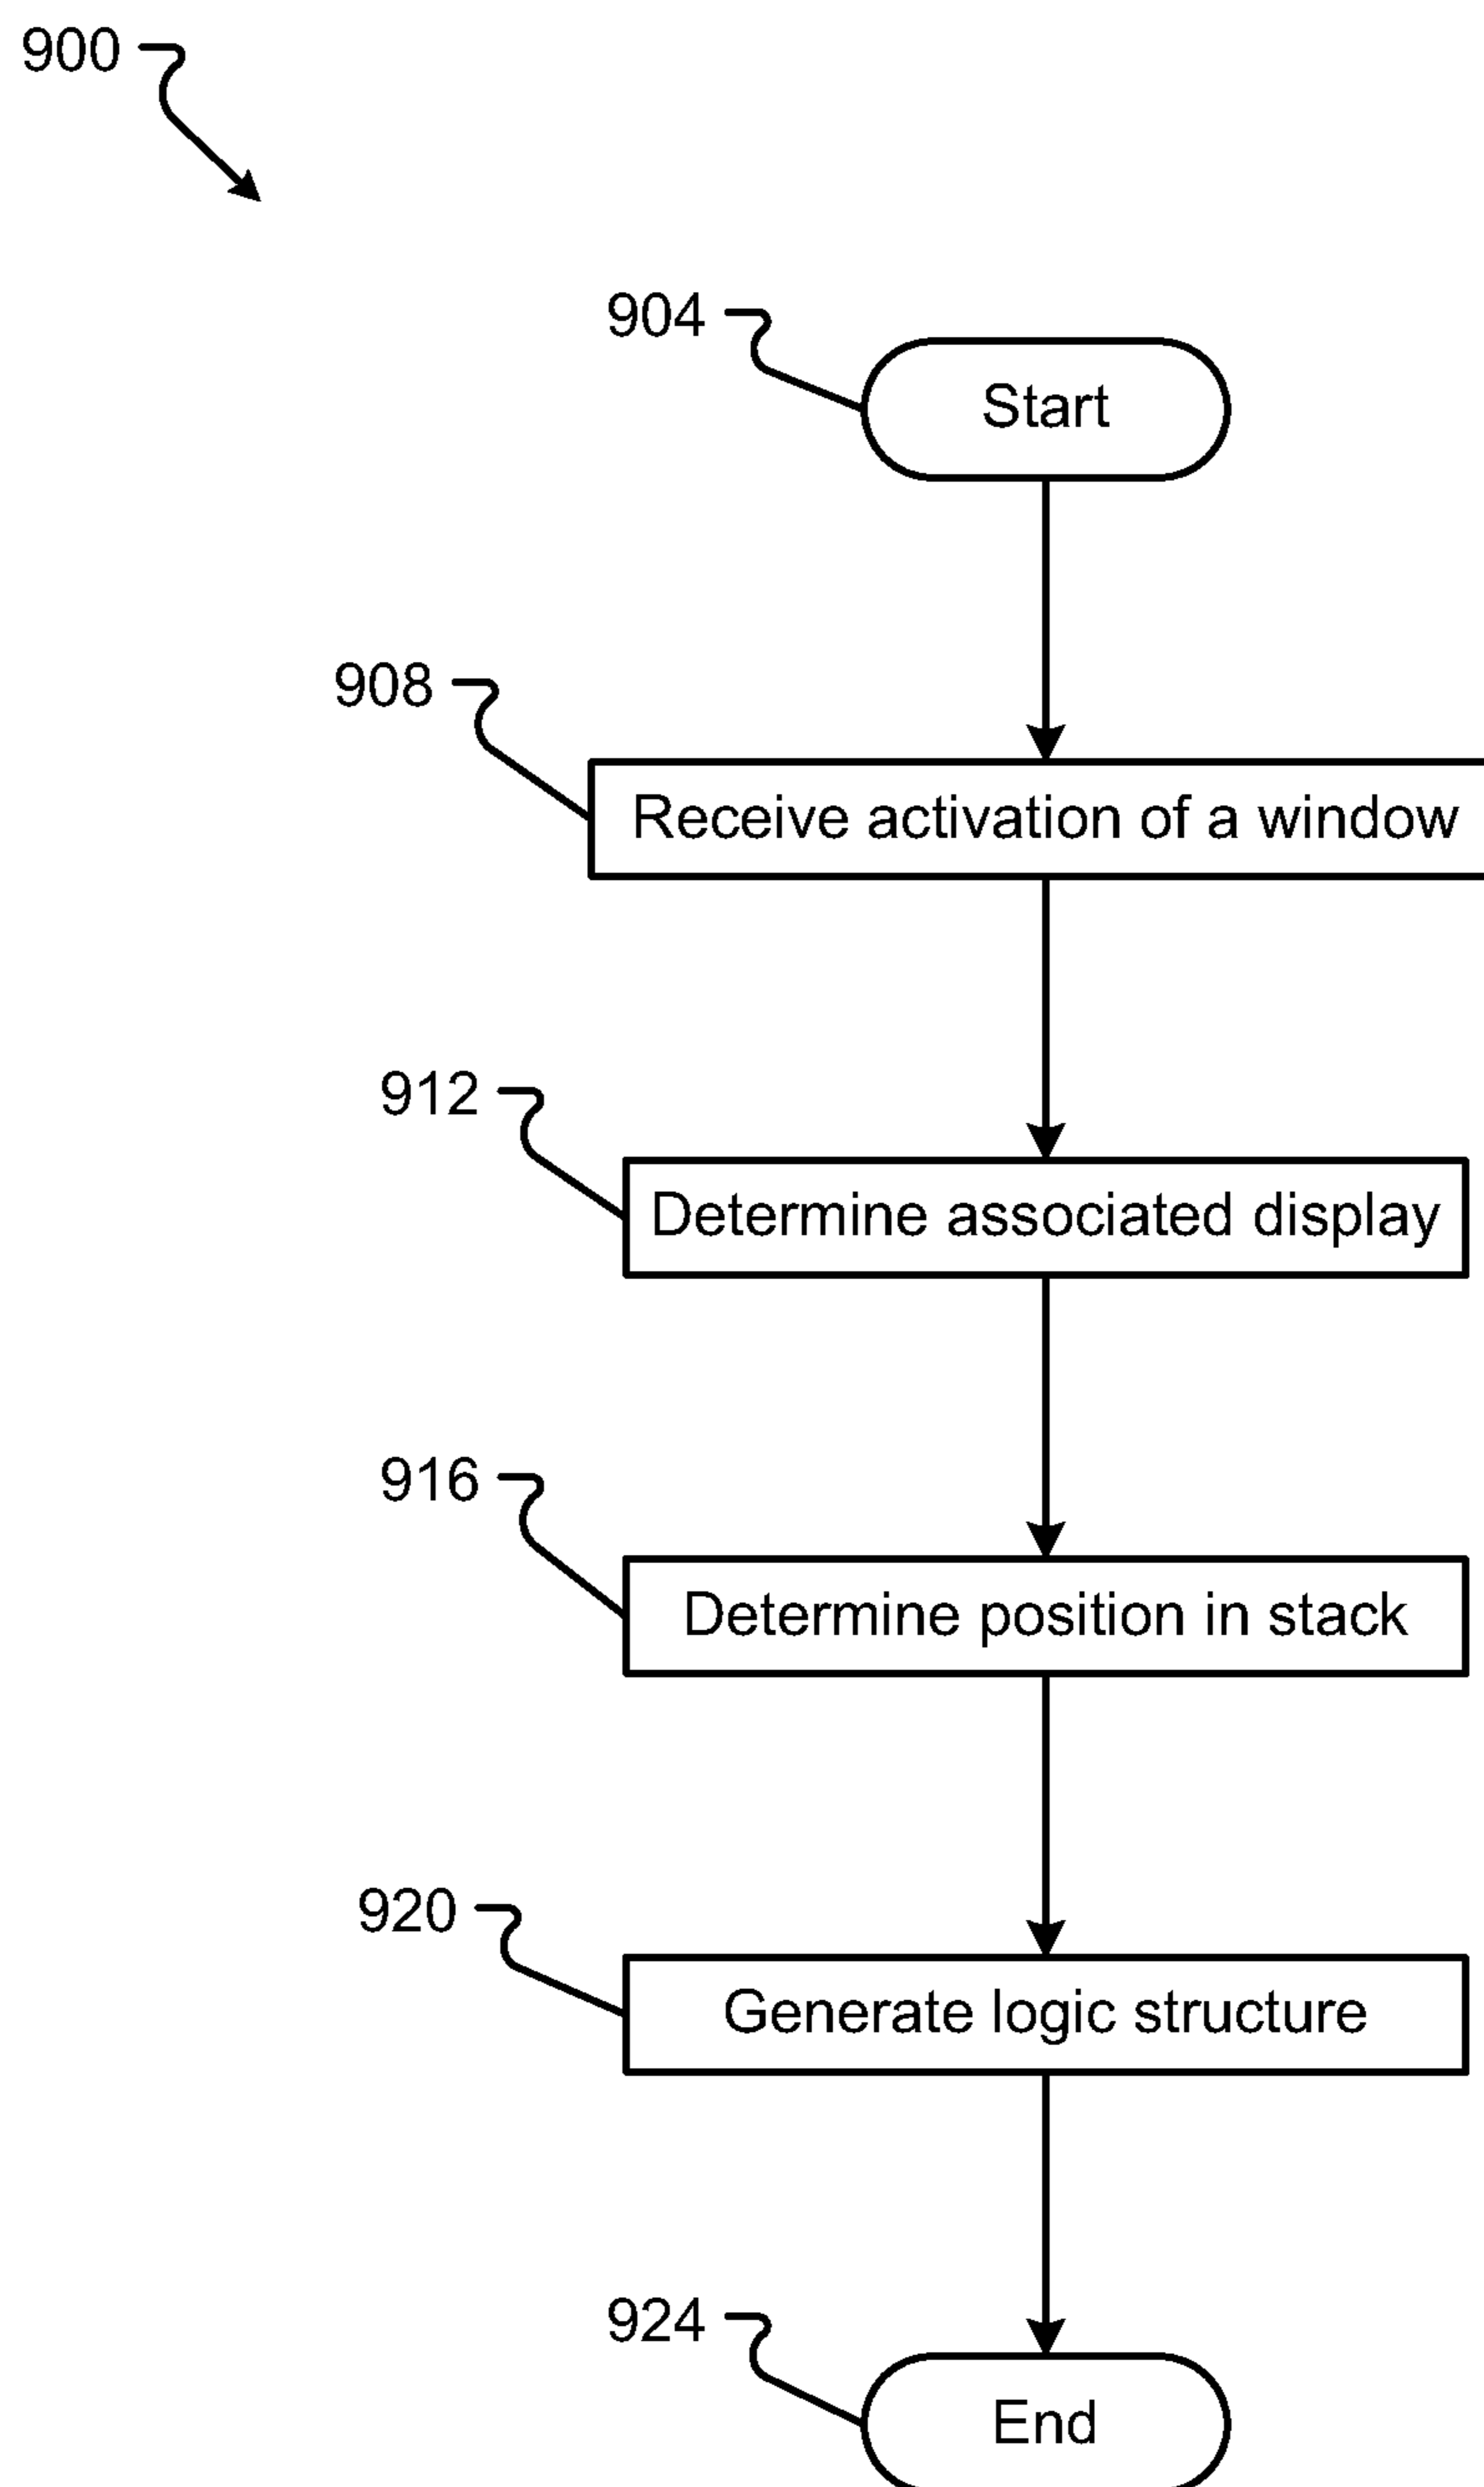 900
904
Start
908
Receive activation of a window
912
Determine associated display
916
Determine position in stack
920
Generate logic structure
924
End